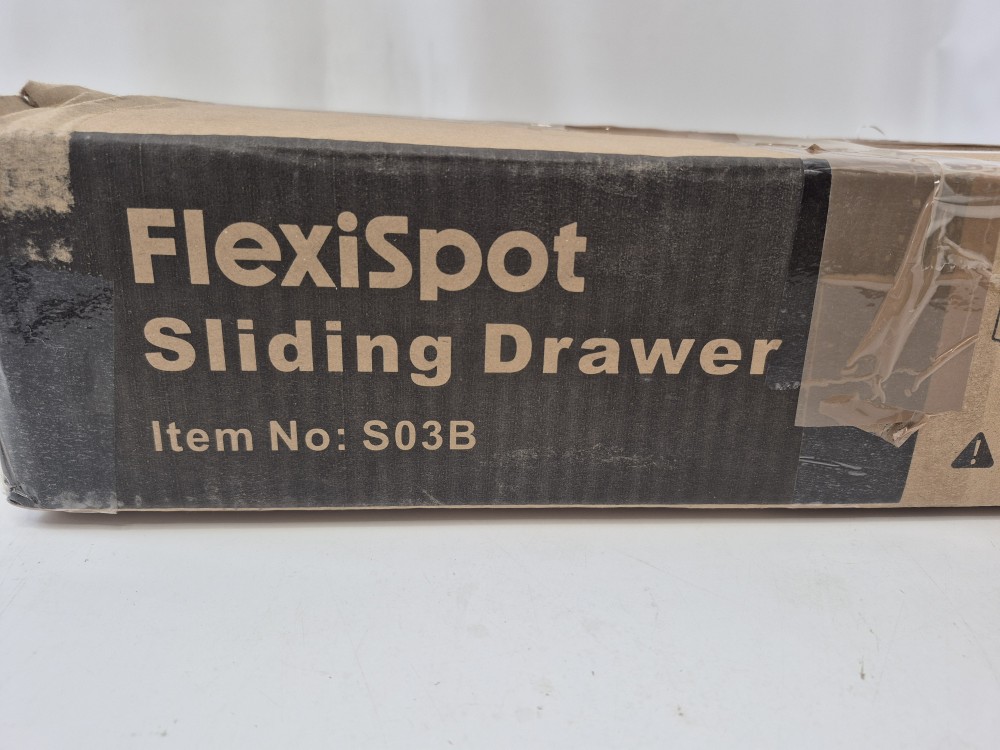 FlexiSpot
Sliding Drawer
Item No: S03B